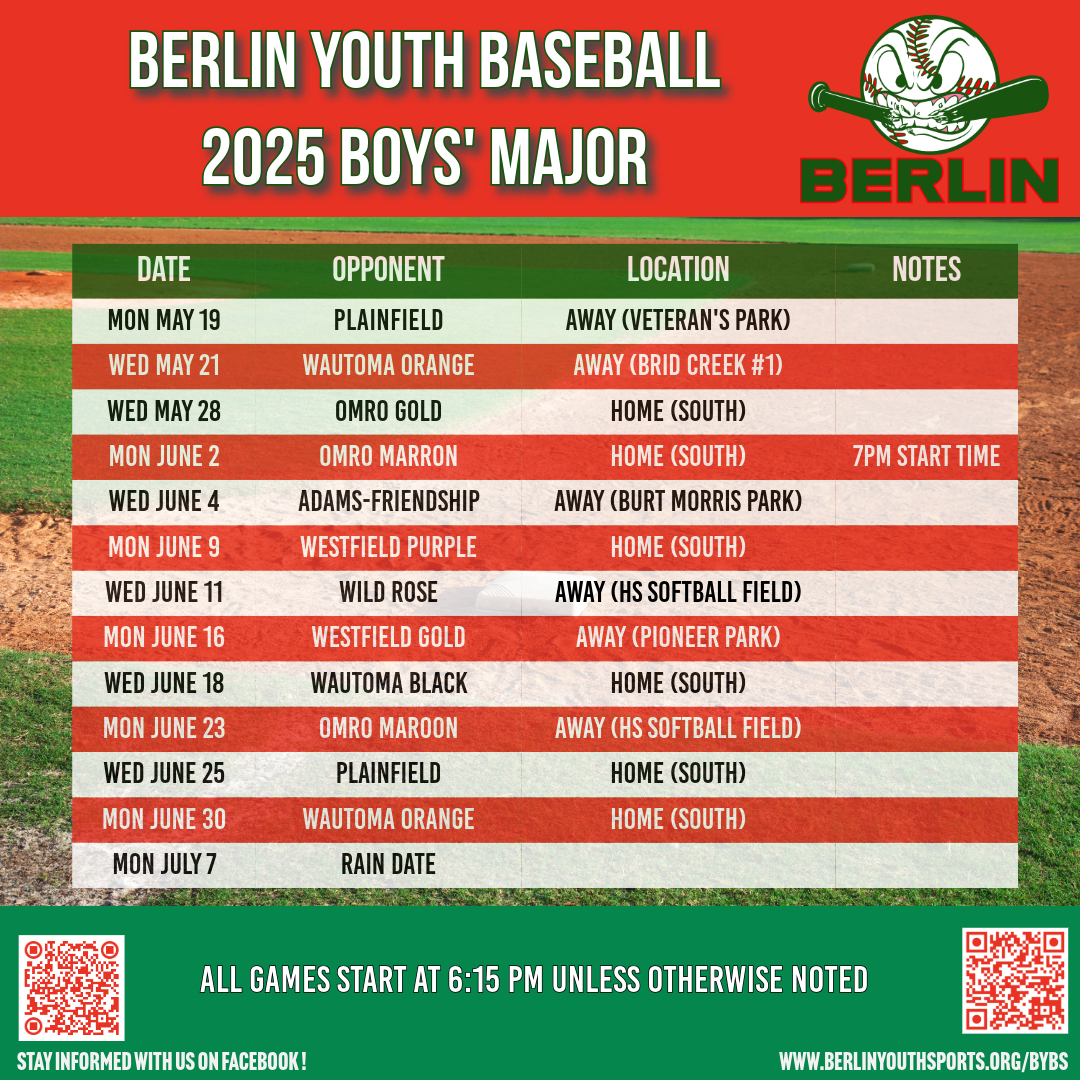 BERLIN YOUTH BASEBALL
2025 BOYS' MAJOR
BERLIN
DATE OPPONENT LOCATION NOTES
MON MAY 19 PLAINFIELD AWAY (VETERAN'S PARK)
WED MAY 21 WAUTOMA ORANGE AWAY (BRID CREEK #1)
WED MAY 28 OMRO GOLD HOME (SOUTH)
MON JUNE 2 OMRO MARRON HOME (SOUTH) 7PM START TIME
WED JUNE 4 ADAMS-FRIENDSHIP AWAY (BURT MORRIS PARK)
MON JUNE 9 WESTFIELD PURPLE HOME (SOUTH)
WED JUNE 11 WILD ROSE AWAY (HS SOFTBALL FIELD)
MON JUNE 16 WESTFIELD GOLD AWAY (PIONEER PARK)
WED JUNE 18 WAUTOMA BLACK HOME (SOUTH)
MON JUNE 23 OMRO MAROON AWAY (HS SOFTBALL FIELD)
WED JUNE 25 PLAINFIELD HOME (SOUTH)
MON JUNE 30 WAUTOMA ORANGE HOME (SOUTH)
MON JULY 7 RAIN DATE
ALL GAMES START AT 6:15 PM UNLESS OTHERWISE NOTED
STAY INFORMED WITH US ON FACEBOOK !
WWW.BERLINYOUTHSPORTS.ORG/BYBS